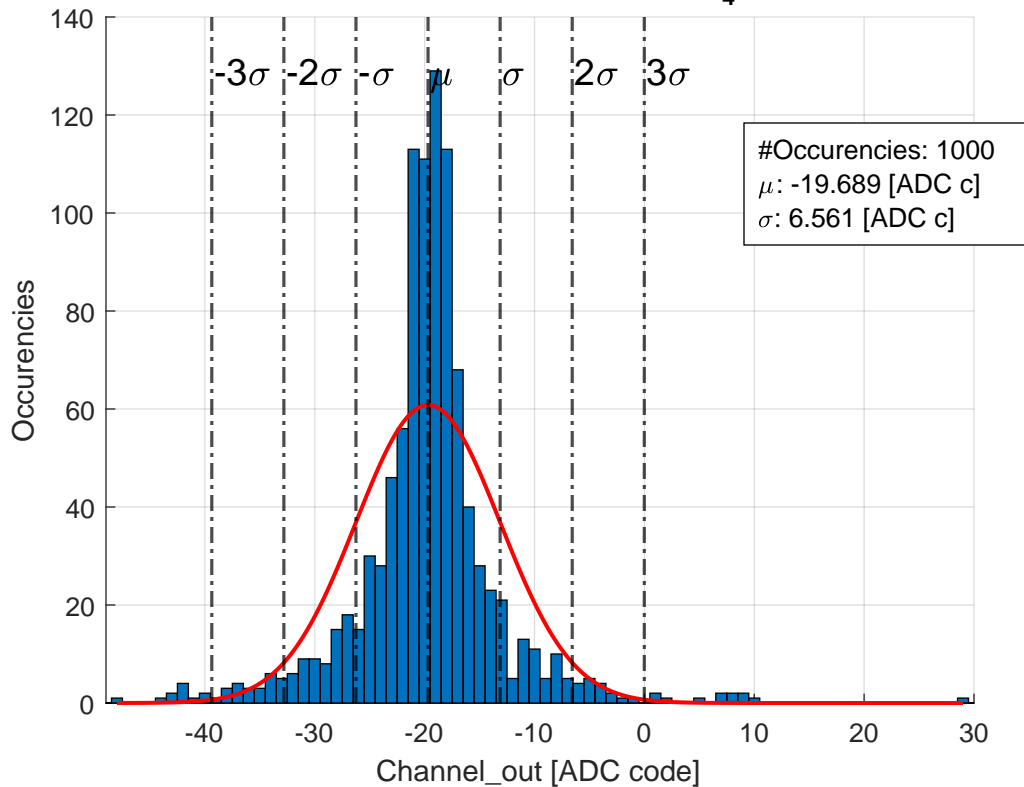 4
140
-3σ -2σ -σ μ σ 2σ 3σ
120
#Occurencies: 1000
μ: -19.689 [ADC c]
σ: 6.561 [ADC c]
100
80
60
40
20
0
Occurencies
-40 -30 -20 -10 0 10 20 30
Channel_out [ADC code]